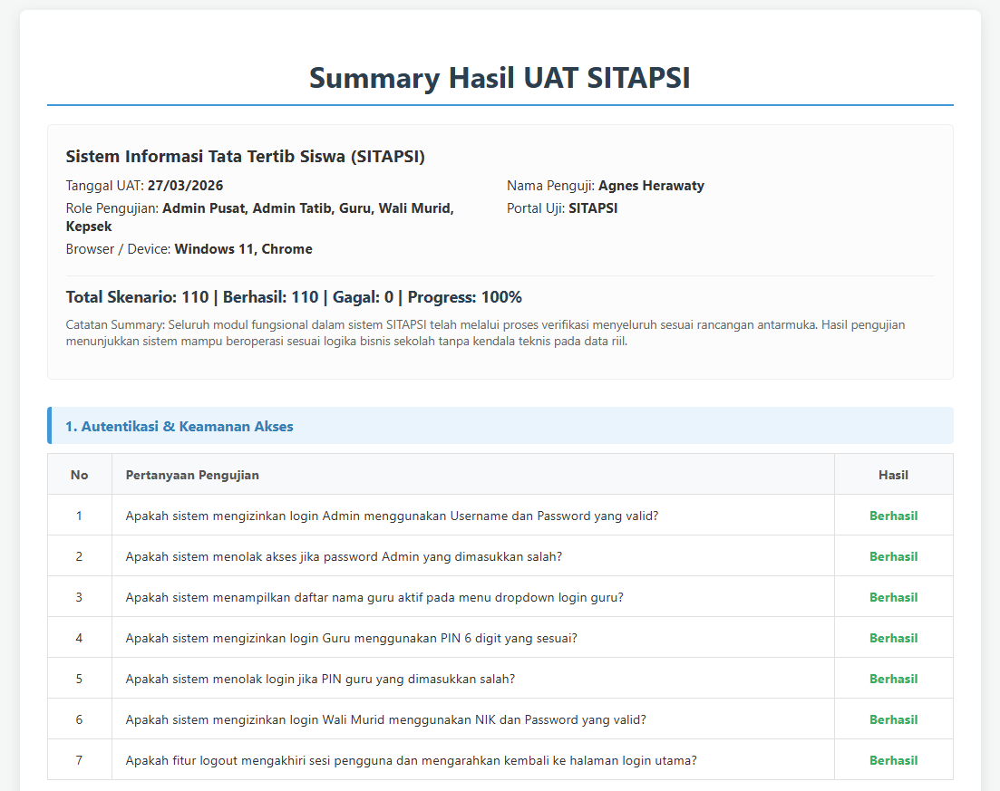 Summary Hasil UAT SITAPSI
Sistem Informasi Tata Tertib Siswa (SITAPSI)
Tanggal UAT: 27/03/2026
Nama Penguji: Agnes Herawaty
Role Pengujian: Admin Pusat, Admin Tatib, Guru, Wali Murid,
Kepsek
Portal Uji: SITAPSI
Browser / Device: Windows 11, Chrome
Total Skenario: 110 | Berhasil: 110 | Gagal: 0 | Progress: 100%
Catatan Summary: Seluruh modul fungsional dalam sistem SITAPSI telah melalui proses verifikasi menyeluruh sesuai rancangan antarmuka. Hasil pengujian
menunjukkan sistem mampu beroperasi sesuai logika bisnis sekolah tanpa kendala teknis pada data riil.
1. Autentikasi & Keamanan Akses
No Pertanyaan Pengujian Hasil
1 Apakah sistem mengizinkan login Admin menggunakan Username dan Password yang valid? Berhasil
2 Apakah sistem menolak akses jika password Admin yang dimasukkan salah? Berhasil
3 Apakah sistem menampilkan daftar nama guru aktif pada menu dropdown login guru? Berhasil
4 Apakah sistem mengizinkan login Guru menggunakan PIN 6 digit yang sesuai? Berhasil
5 Apakah sistem menolak login jika PIN guru yang dimasukkan salah? Berhasil
6 Apakah sistem mengizinkan login Wali Murid menggunakan NIK dan Password yang valid? Berhasil
7 Apakah fitur logout mengakhiri sesi pengguna dan mengarahkan kembali ke halaman login utama? Berhasil